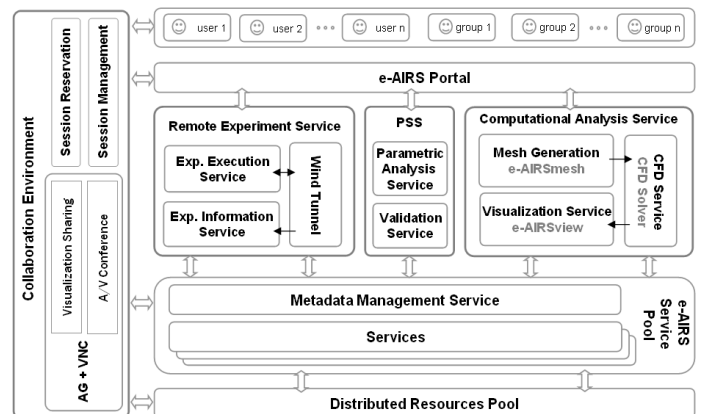 Collaboration Environment
Session Reservation
Session Management
Visualization Sharing
A/V Conference
AG + VNC
user 1
user 2
user n
group 1
group 2
group n
e-AIRS Portal
Remote Experiment Service
Exp. Execution
Service
Exp. Information
Service
Wind Tunnel
PSS
Parametric
Analysis
Service
Validation
Service
Computational Analysis Service
Mesh Generation
e-AIRSmesh
Visualization Service
e-AIRSview
CFD Service
CFD Solver
Metadata Management Service
Services
e-AIRS
Service
Pool
Distributed Resources Pool